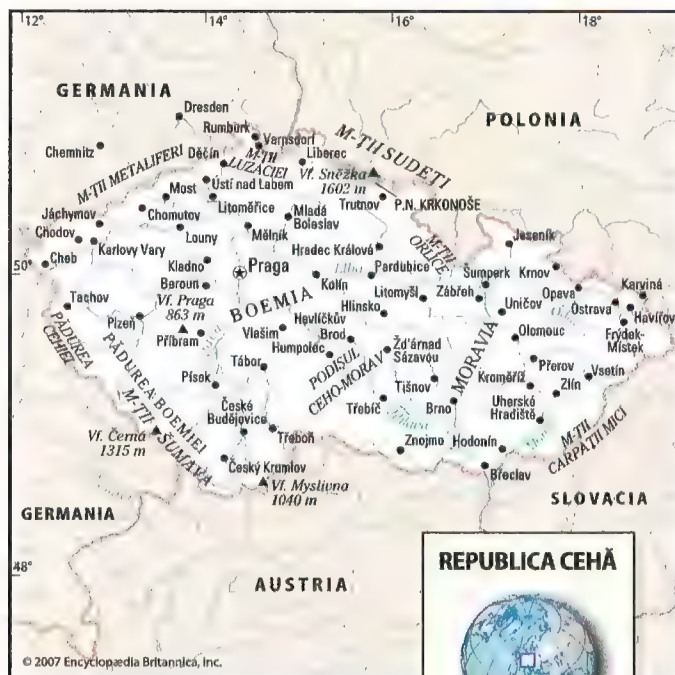 12°
14°
16°
18°
GERMANIA
Dresden
POLONIA
Rumburk
Varnsdorf
Chemnitz
M-ȚII METALIFERI
Děčín
M-ȚII
LUZACIEI
Liberec
M-ȚII SUDEȚI
Vf. Sněžka
1602 m
Most
Ústí nad Labem
Trutnov
P.N. KRKONOŠE
Jáchymov
Chomutov
Litoměřice
Mladá
Boleslav
Chodov
Karlovy Vary
Louny
Mělník
Hradec Králová
M-ȚII
ORLICE
Jeseník
Cheb
50°
Kladno
Praga
Elba
Pardubice
Šumperk
Krnov
Karviná
Beroun
Kolín
Litomyšl
Zábřeh
Opava
Ostrava
Tachov
Vf. Praga
863 m
BOEMIA
Hlinsko
Uničov
Havířov
Plzeň
Havlíčkův
Brod
Olomouc
Frýdek-
Místek
PĂDUREA
CEHIEI
Příbram
Vlašim
Humpolec
Žd'árnad
Sázavou
MORAVIA
Přerov
Vsetín
PĂDUREA BOEMIEI
Tábor
PODIȘUL
CEHO-MORAV
Tišnov
Kroměříž
Zlín
Písek
Třebíč
Brno
Uherské
Hradiště
M-ȚII
ŠUMAVA
České
Budějovice
Třeboň
Znojmo
Hodonín
M-ȚII
CARPAȚII MICI
Vf. Černá
1315 m
Český Krumlov
Vf. Myslivna
1040 m
Břeclav
SLOVACIA
GERMANIA
48°
AUSTRIA
REPUBLICA CEHĂ
© 2007 Encyclopædia Britannica, Inc.